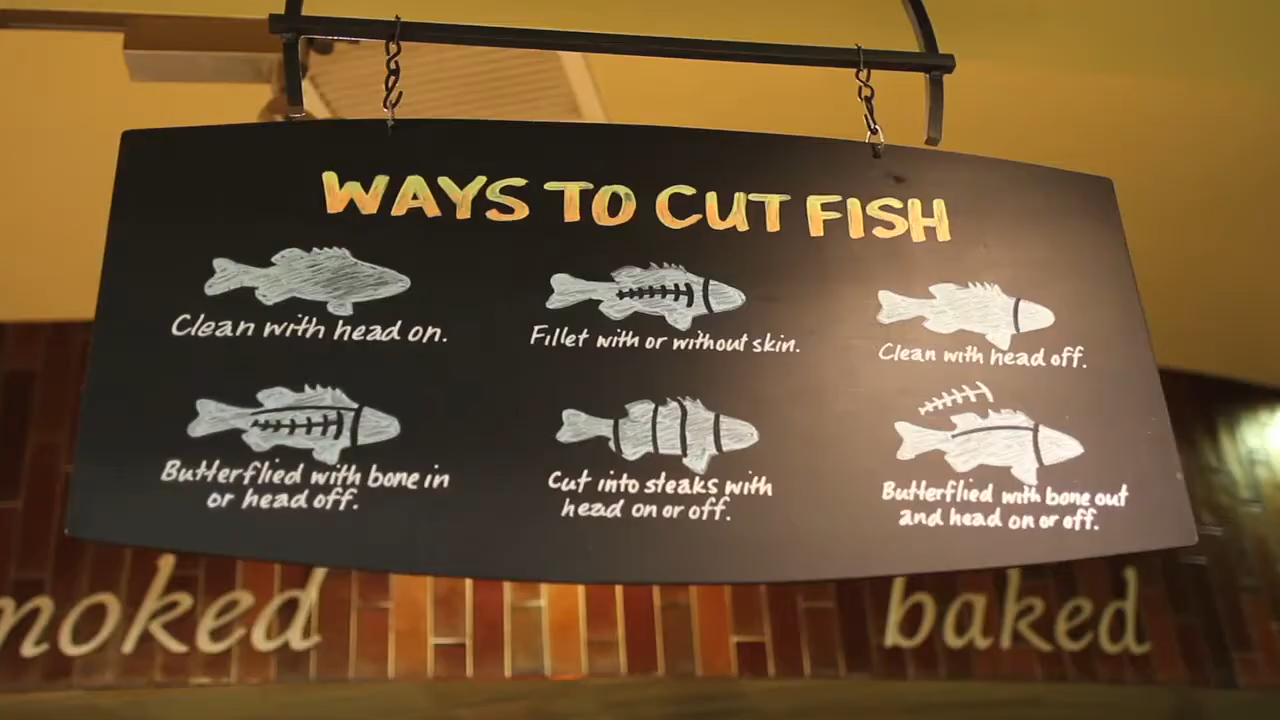 WAYS TO CUT FISH
Clean with head on.
Fillet with or without skin.
Clean with head off.
Butterflied with bone in
or head off.
Cut into steaks with
head on or off.
Butterflied with bone out
and head on or off.
moked
baked